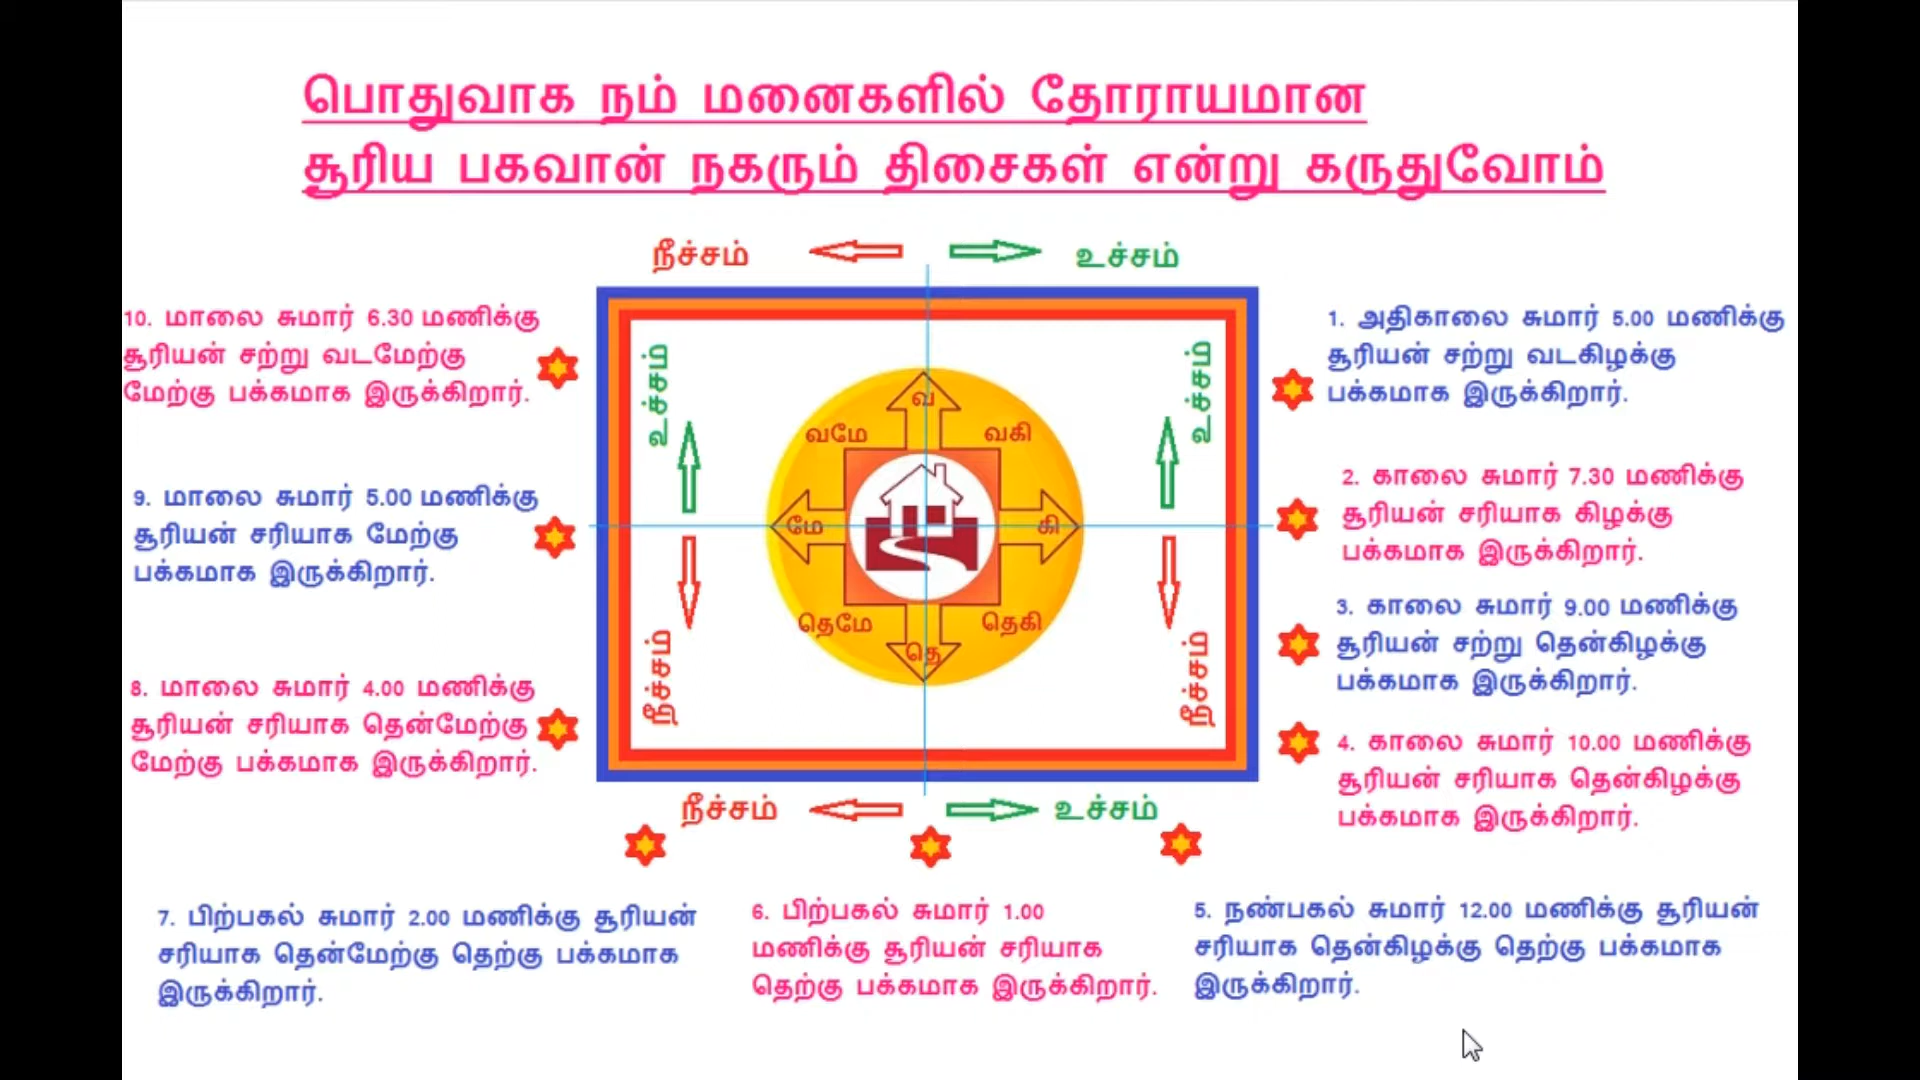 பொதுவாக நம் மனைகளில் தோராயமான
சூரிய பகவான் நகரும் திசைகள் என்று கருதுவோம்
நீச்சம்
உச்சம்
10. மாலை சுமார் 6.30 மணிக்கு
சூரியன் சற்று வடமேற்கு
மேற்கு பக்கமாக இருக்கிறார்.
9. மாலை சுமார் 5.00 மணிக்கு
சூரியன் சரியாக மேற்கு
பக்கமாக இருக்கிறார்.
8. மாலை சுமார் 4.00 மணிக்கு
சூரியன் சரியாக தென்மேற்கு
மேற்கு பக்கமாக இருக்கிறார்.
உச்சம்
நீச்சம்
வ
வமே
வகி
மே
கி
தெமே
தெகி
தெ
உச்சம்
நீச்சம்
1. அதிகாலை சுமார் 5.00 மணிக்கு
சூரியன் சற்று வடகிழக்கு
பக்கமாக இருக்கிறார்.
2. காலை சுமார் 7.30 மணிக்கு
சூரியன் சரியாக கிழக்கு
பக்கமாக இருக்கிறார்.
3. காலை சுமார் 9.00 மணிக்கு
சூரியன் சற்று தென்கிழக்கு
பக்கமாக இருக்கிறார்.
4. காலை சுமார் 10.00 மணிக்கு
சூரியன் சரியாக தென்கிழக்கு
பக்கமாக இருக்கிறார்.
நீச்சம்
உச்சம்
7. பிற்பகல் சுமார் 2.00 மணிக்கு சூரியன்
சரியாக தென்மேற்கு தெற்கு பக்கமாக
இருக்கிறார்.
6. பிற்பகல் சுமார் 1.00
மணிக்கு சூரியன் சரியாக
தெற்கு பக்கமாக இருக்கிறார்.
5. நண்பகல் சுமார் 12.00 மணிக்கு சூரியன்
சரியாக தென்கிழக்கு தெற்கு பக்கமாக
இருக்கிறார்.